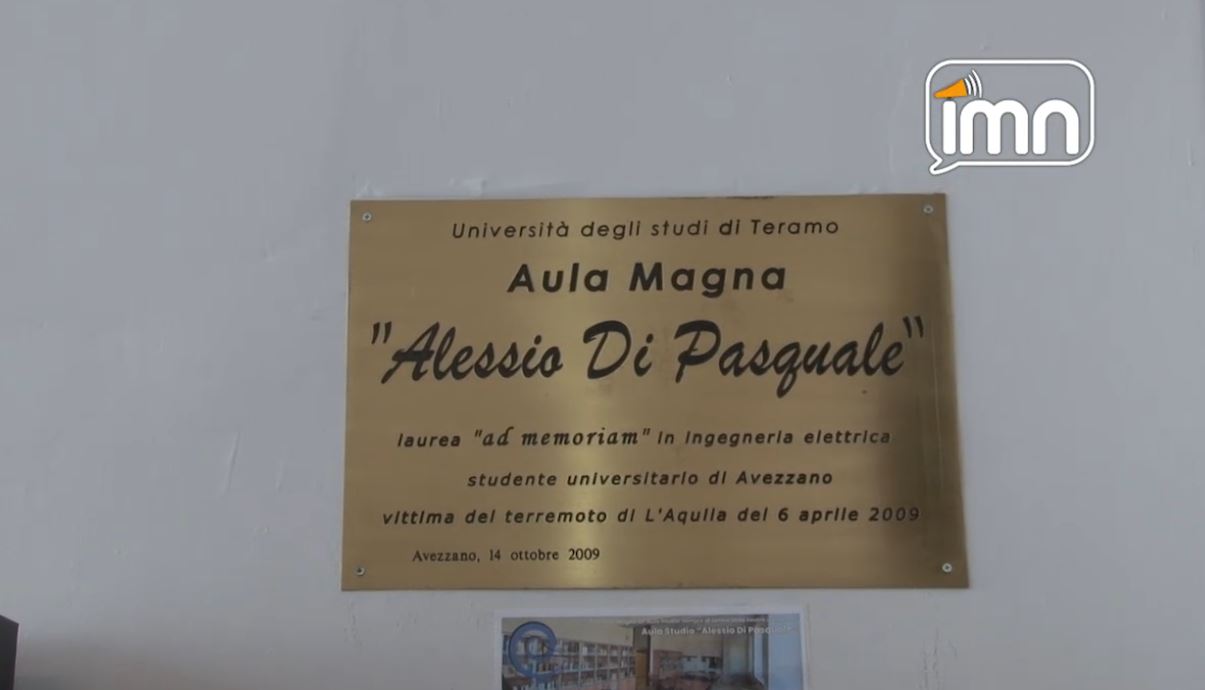 imn
Università degli studi di Teramo
Aula Magna
"Alessio Di Pasquale"
laurea "ad memoriam" in ingegneria elettrica
studente universitario di Avezzano
vittima del terremoto di L'Aquila del 6 aprile 2009
Avezzano, 14 ottobre 2009
Aula Studio "Alessio Di Pasquale"